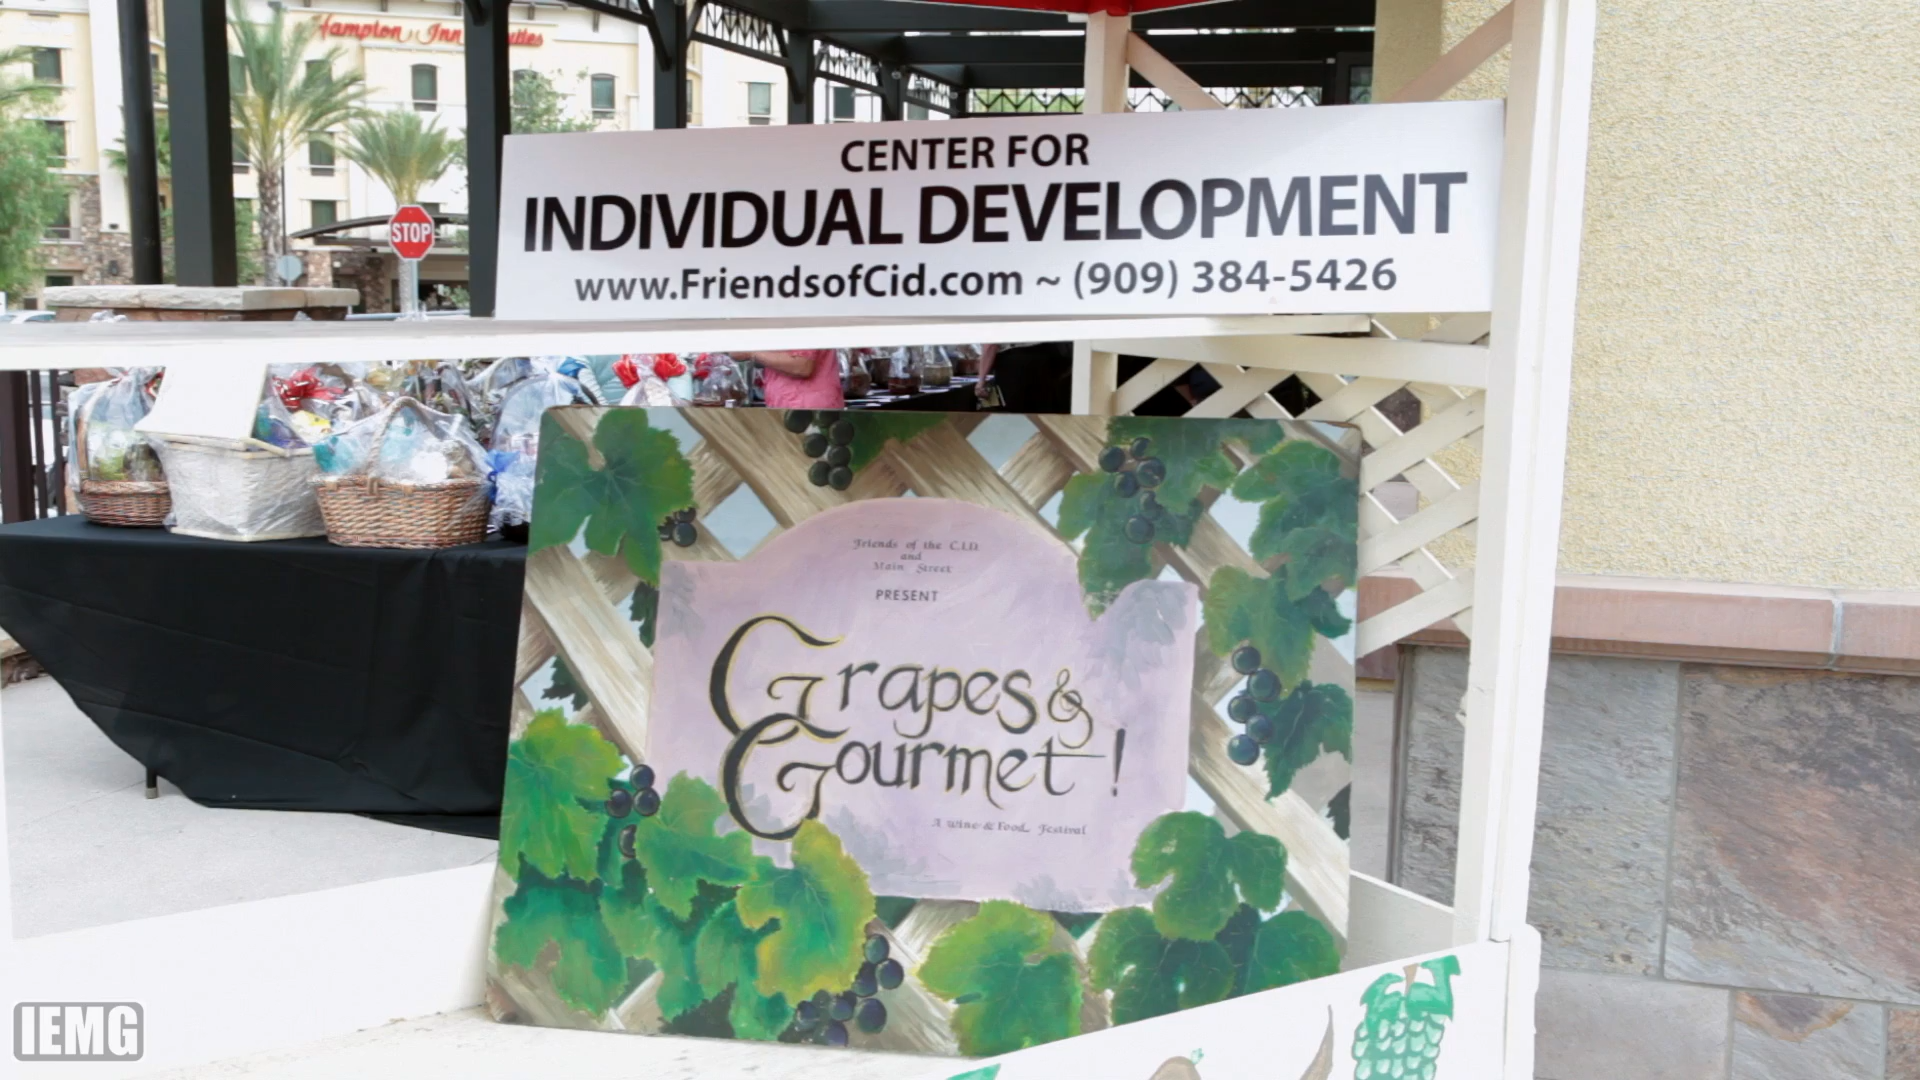 Hampton Inn & Suites
STOP
CENTER FOR
INDIVIDUAL DEVELOPMENT
www.FriendsofCid.com ~ (909) 384-5426
Friends of the C.I.D.
and
Main Street
PRESENT
Grapes &
Gourmet!
A Wine & Food Festival
IEMG